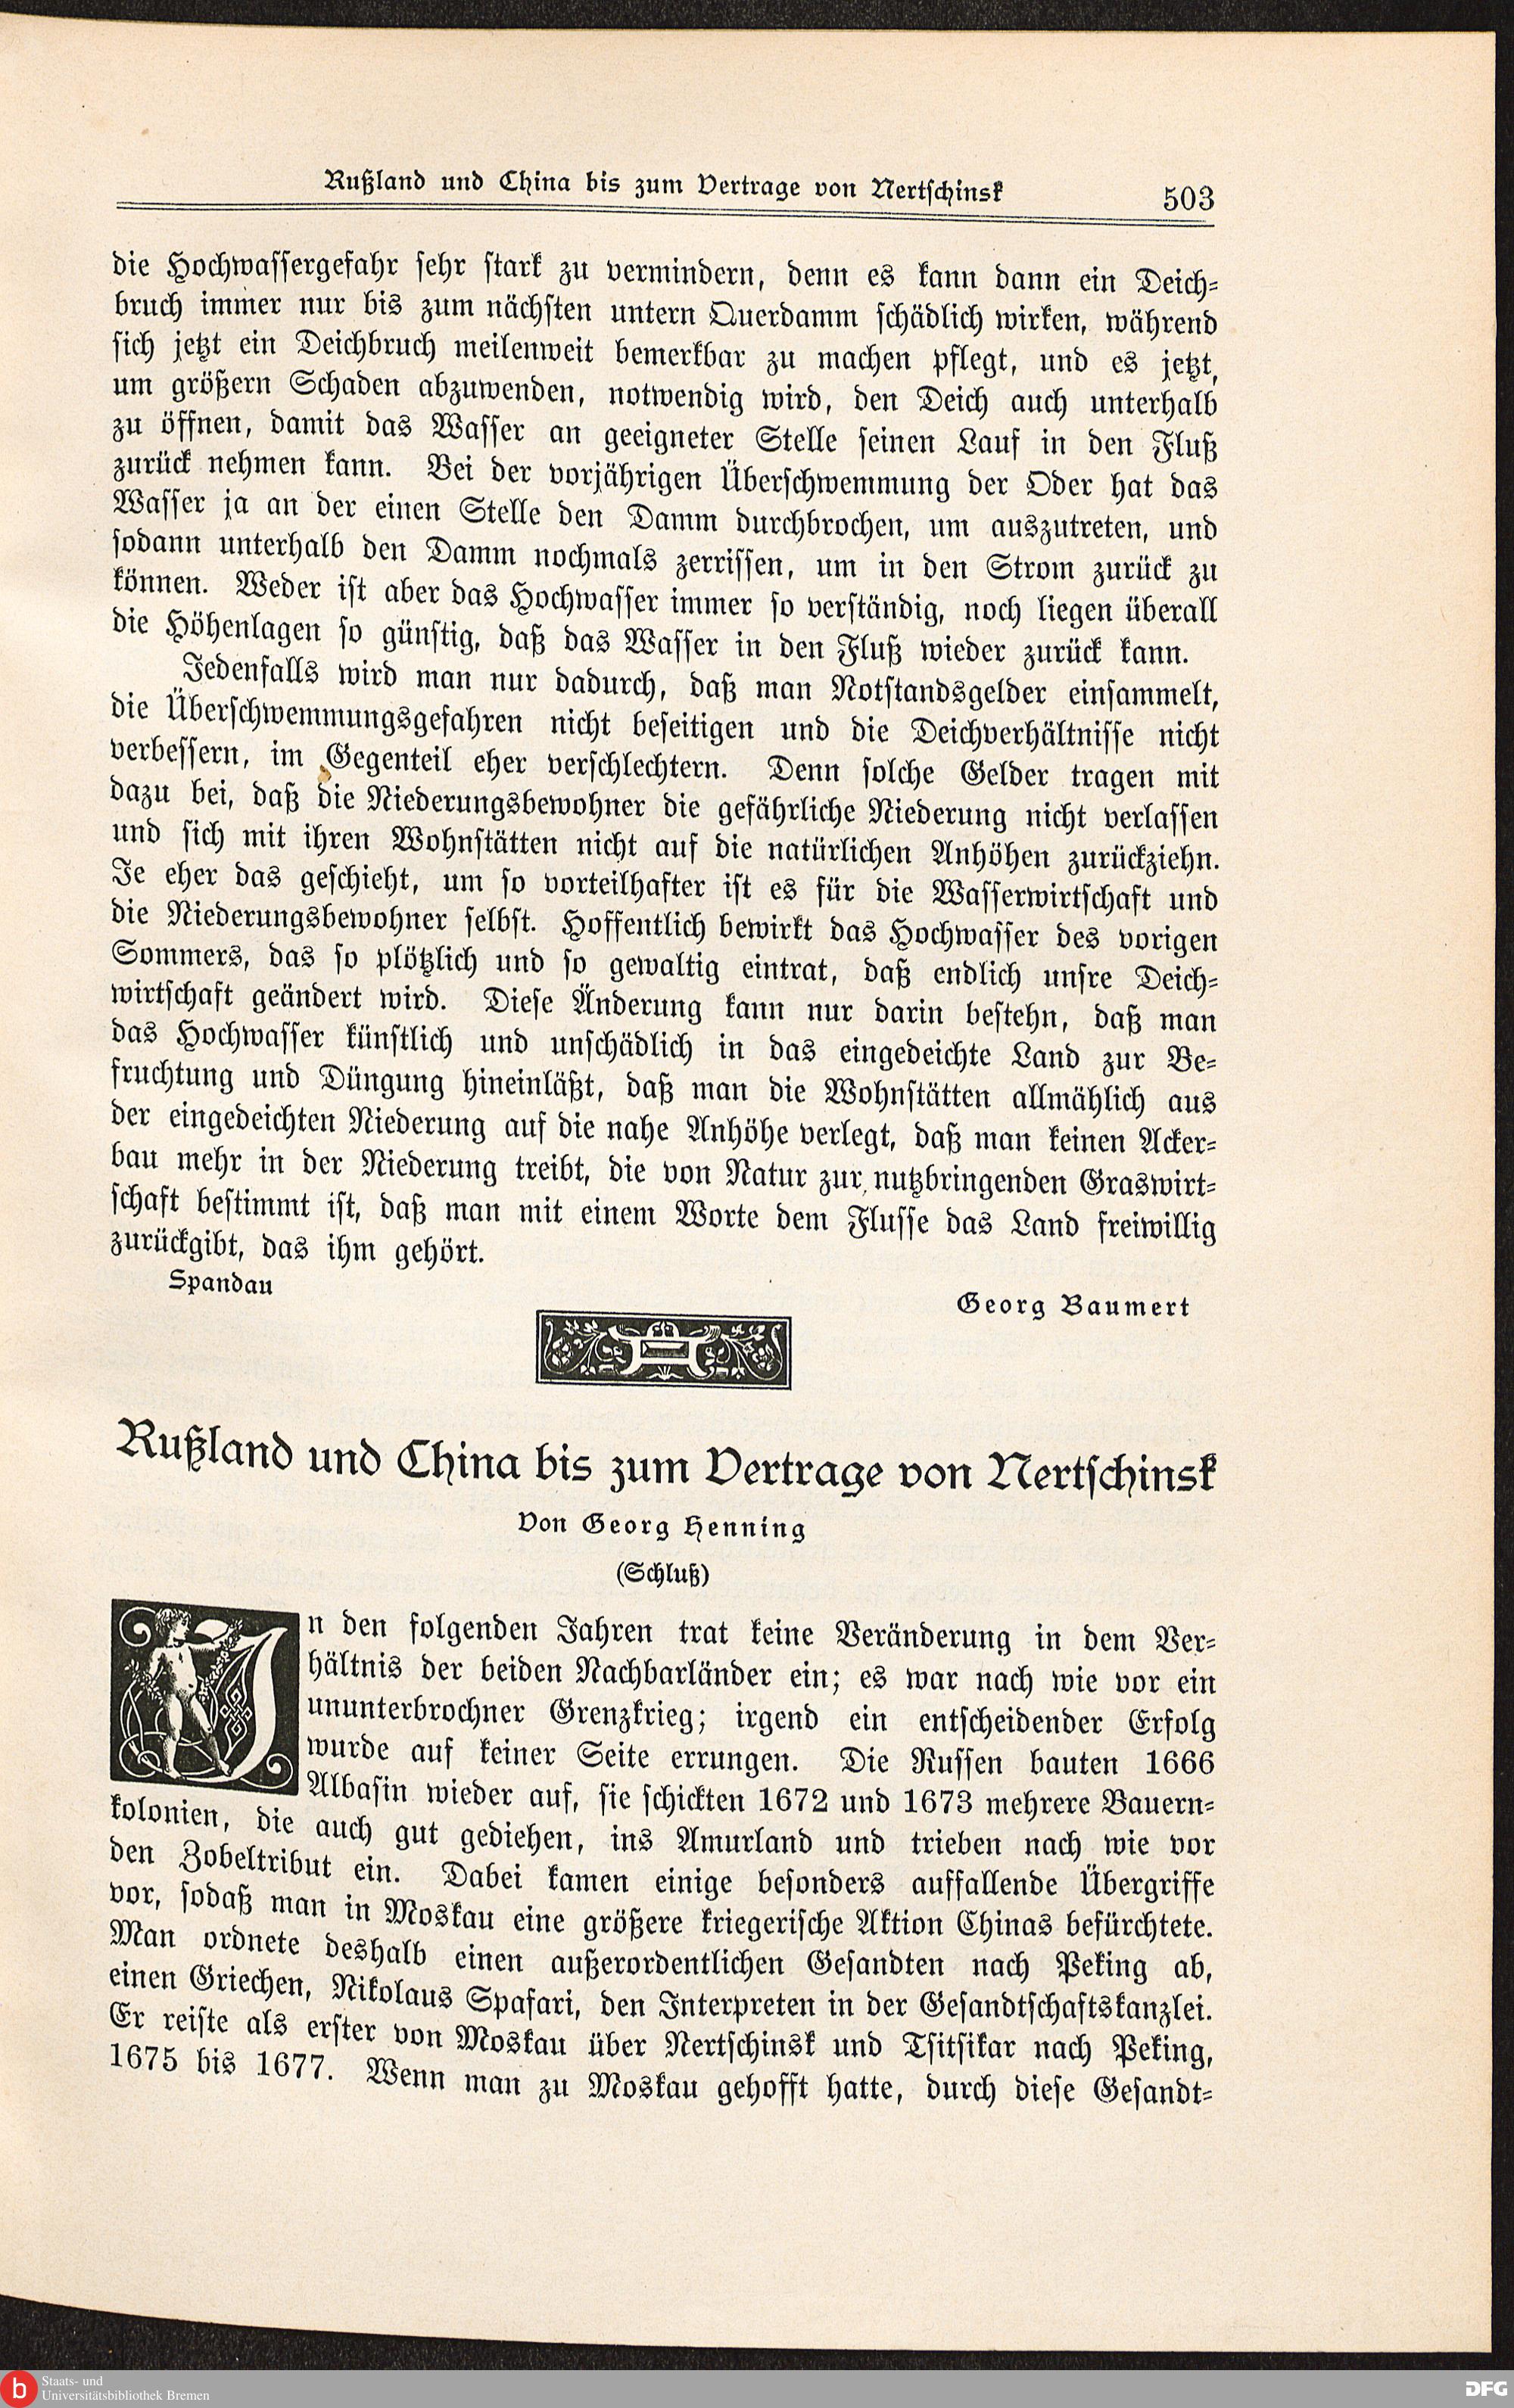 Rußland und China bis zum Vertrage von Nertschinsk 503
die Hochwassergefahr sehr stark zu vermindern, denn es kann dann ein Deich-
bruch immer nur bis zum nächsten untern Querdamm schädlich wirken, während
sich jetzt ein Deichbruch meilenweit bemerkbar zu machen pflegt, und es jetzt,
um größern Schaden abzuwenden, notwendig wird, den Deich auch unterhalb
zu öffnen, damit das Wasser an geeigneter Stelle seinen Lauf in den Fluß
zurück nehmen kann. Bei der vorjährigen Überschwemmung der Oder hat das
Wasser ja an der einen Stelle den Damm durchbrochen, um auszutreten, und
sodann unterhalb den Damm nochmals zerrissen, um in den Strom zurück zu
können. Weder ist aber das Hochwasser immer so verständig, noch liegen überall
die Höhenlagen so günstig, daß das Wasser in den Fluß wieder zurück kann.
Jedenfalls wird man nur dadurch, daß man Notstandsgelder einsammelt,
die Überschwemmungsgefahren nicht beseitigen und die Deichverhältnisse nicht
verbessern, im Gegenteil eher verschlechtern. Denn solche Gelder tragen mit
dazu bei, daß die Niederungsbewohner die gefährliche Niederung nicht verlassen
und sich mit ihren Wohnstätten nicht auf die natürlichen Anhöhen zurückziehn.
Je eher das geschieht, um so vorteilhafter ist es für die Wasserwirtschaft und
die Niederungsbewohner selbst. Hoffentlich bewirkt das Hochwasser des vorigen
Sommers, das so plötzlich und so gewaltig eintrat, daß endlich unsre Deich-
wirtschaft geändert wird. Diese Änderung kann nur darin bestehn, daß man
das Hochwasser künstlich und unschädlich in das eingedeichte Land zur Be-
fruchtung und Düngung hineinläßt, daß man die Wohnstätten allmählich aus
der eingedeichten Niederung auf die nahe Anhöhe verlegt, daß man keinen Acker-
bau mehr in der Niederung treibt, die von Natur zur nutzbringenden Graswirt-
schaft bestimmt ist, daß man mit einem Worte dem Flusse das Land freiwillig
zurückgibt, das ihm gehört.
Spandau
Georg Baumert
Rußland und China bis zum Vertrage von Nertschinsk
Von Georg Henning
(Schluß)
In den folgenden Jahren trat keine Veränderung in dem Ver-
hältnis der beiden Nachbarländer ein; es war nach wie vor ein
ununterbrochner Grenzkrieg; irgend ein entscheidender Erfolg
wurde auf keiner Seite errungen. Die Russen bauten 1666
Albasin wieder auf, sie schickten 1672 und 1673 mehrere Bauern-
kolonien, die auch gut gediehen, ins Amurland und trieben nach wie vor
den Zobeltribut ein. Dabei kamen einige besonders auffallende Übergriffe
vor, sodaß man in Moskau eine größere kriegerische Aktion Chinas befürchtete.
Man ordnete deshalb einen außerordentlichen Gesandten nach Peking ab,
einen Griechen, Nikolaus Spafari, den Interpreten in der Gesandtschaftskanzlei.
Er reiste als erster von Moskau über Nertschinsk und Tsitsikar nach Peking,
1675 bis 1677. Wenn man zu Moskau gehofft hatte, durch diese Gesandt-
b Staats- und
Universitätsbibliothek Bremen
DFG